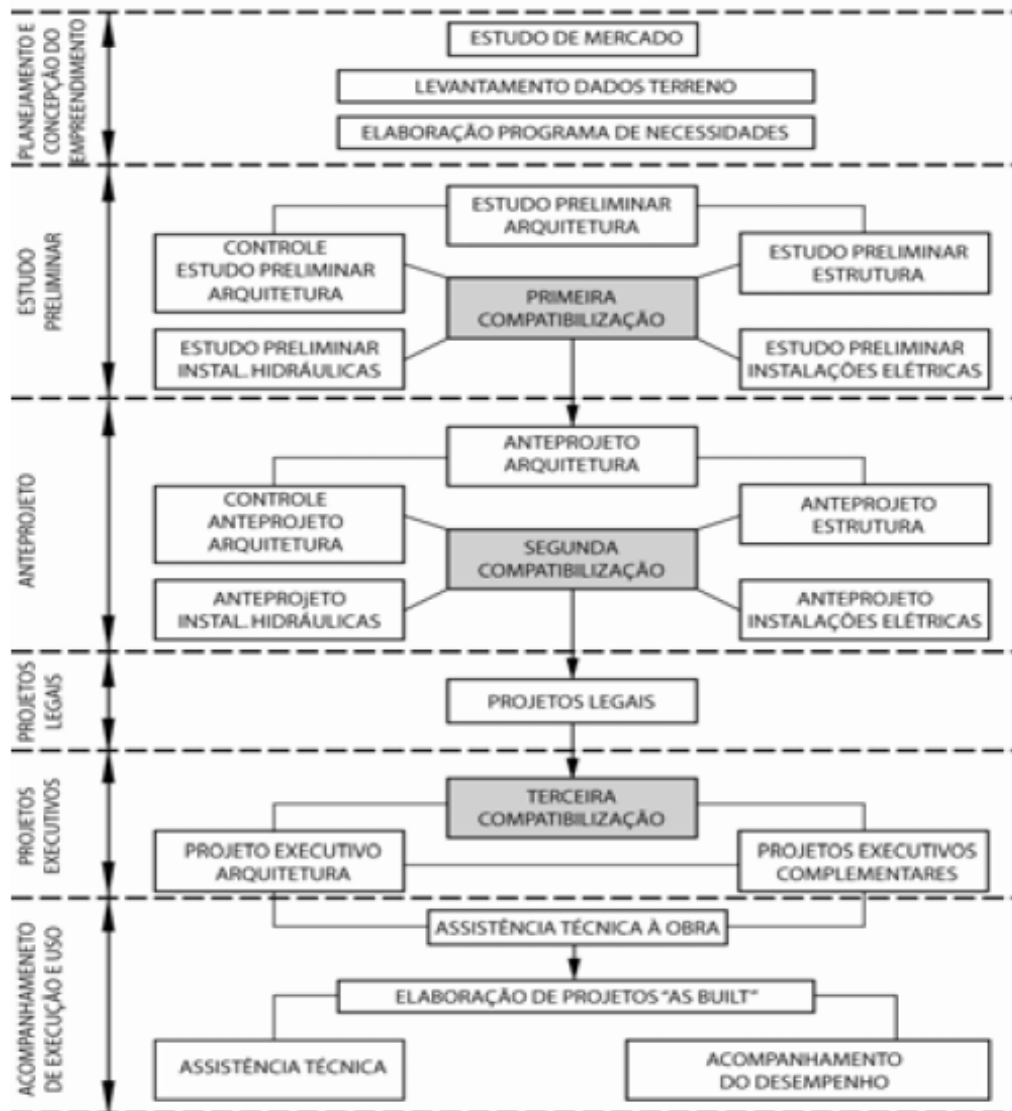 PLANEJAMENTO E
CONCEPÇÃO DO
EMPREENDIMENTO
ESTUDO DE MERCADO
LEVANTAMENTO DADOS TERRENO
ELABORAÇÃO PROGRAMA DE NECESSIDADES
ESTUDO
PRELIMINAR
ESTUDO PRELIMINAR
ARQUITETURA
CONTROLE
ESTUDO PRELIMINAR
ARQUITETURA
ESTUDO PRELIMINAR
ESTRUTURA
PRIMEIRA
COMPATIBILIZAÇÃO
ESTUDO PRELIMINAR
INSTAL. HIDRÁULICAS
ESTUDO PRELIMINAR
INSTALAÇÕES ELÉTRICAS
ANTEPROJETO
ANTEPROJETO
ARQUITETURA
CONTROLE
ANTEPROJETO
ARQUITETURA
ANTEPROJETO
ESTRUTURA
SEGUNDA
COMPATIBILIZAÇÃO
ANTEPROjETO
INSTAL. HIDRÁULICAS
ANTEPROJETO
INSTALAÇÕES ELÉTRICAS
PROJETOS
LEGAIS
PROJETOS LEGAIS
PROJETOS
EXECUTIVOS
TERCEIRA
COMPATIBILIZAÇÃO
PROJETO EXECUTIVO
ARQUITETURA
PROJETOS EXECUTIVOS
COMPLEMENTARES
ACOMPANHAMENETO
DE EXECUÇÃO E USO
ASSISTÊNCIA TÉCNICA À OBRA
ELABORAÇÃO DE PROJETOS “AS BUILT”
ASSISTÊNCIA TÉCNICA
ACOMPANHAMENTO
DO DESEMPENHO